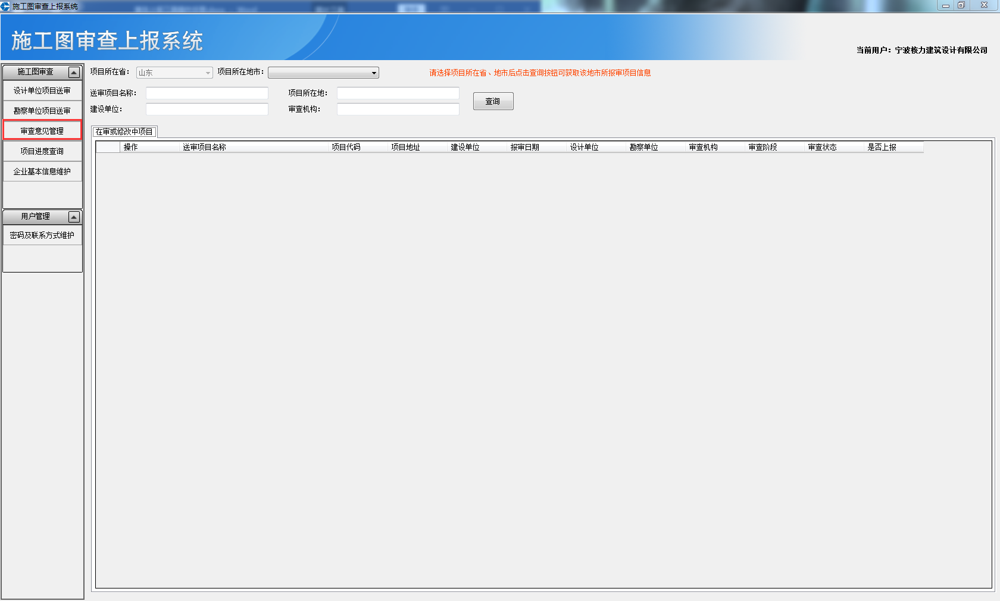 施工图审查上报系统
施工图审查上报系统
当前用户：宁波核力建筑设计有限公司
施工图审查
设计单位项目送审
勘察单位项目送审
审查意见管理
项目进度查询
企业基本信息维护
用户管理
密码及联系方式维护
项目所在省： 山东 项目所在地市： 请选择项目所在省、地市后点击查询按钮可获取该地市所报审项目信息
送审项目名称： 项目所在地：
建设单位： 审查机构：
查询
在审或修改中项目
操作 送审项目名称 项目代码 项目地址 建设单位 报审日期 设计单位 勘察单位 审查机构 审查阶段 审查状态 是否上报